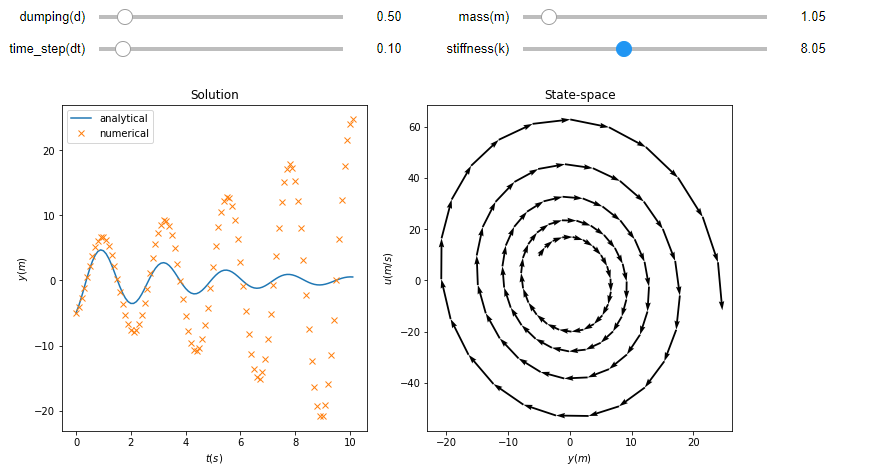 dumping(d) 0.50 mass(m) 1.05
time_step(dt) 0.10 stiffness(k) 8.05
Solution
analytical
numerical
20
10
0
−10
−20
y(m)
0 2 4 6 8 10
t(s)
State-space
60
40
20
0
−20
−40
u(m/s)
−20 −10 0 10 20
y(m)